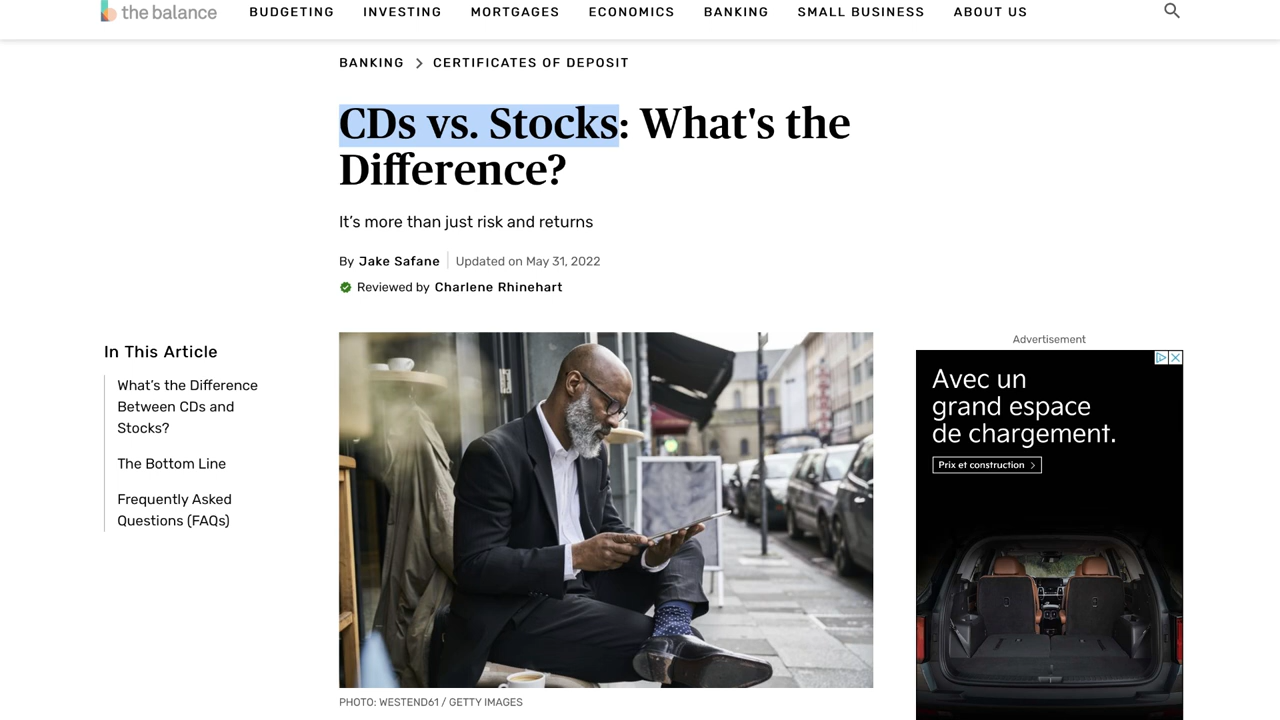 the balance
BUDGETING INVESTING MORTGAGES ECONOMICS BANKING SMALL BUSINESS ABOUT US
BANKING > CERTIFICATES OF DEPOSIT
CDs vs. Stocks: What's the
Difference?
It’s more than just risk and returns
By Jake Safane Updated on May 31, 2022
Reviewed by Charlene Rhinehart
In This Article
What’s the Difference
Between CDs and
Stocks?
The Bottom Line
Frequently Asked
Questions (FAQs)
PHOTO: WESTEND61 / GETTY IMAGES
Advertisement
Avec un
grand espace
de chargement.
Prix et construction >